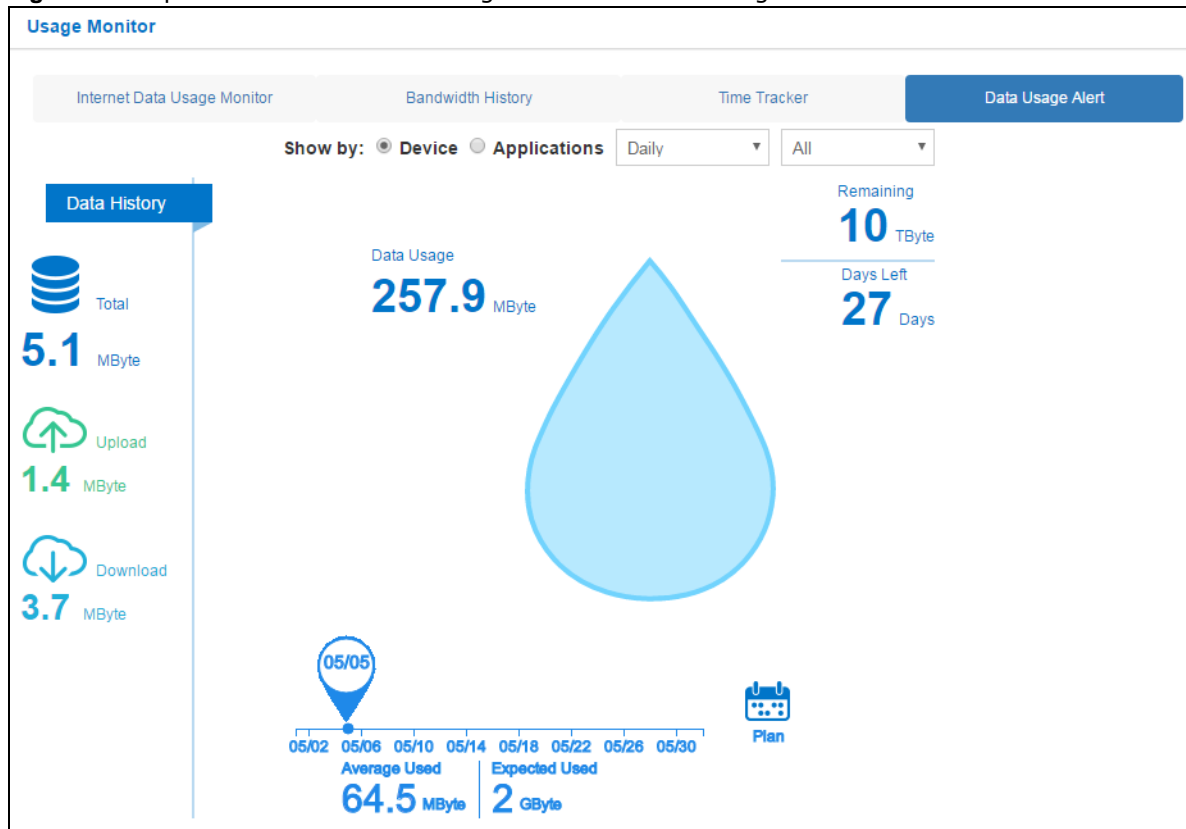 Usage Monitor
Internet Data Usage Monitor
Bandwidth History
Time Tracker
Data Usage Alert
Show by: Device Applications Daily All
Data History
Total
5.1 MByte
Upload
1.4 MByte
Download
3.7 MByte
Data Usage
257.9 MByte
Remaining
10 TByte
Days Left
27 Days
05/05
05/02 05/06 05/10 05/14 05/18 05/22 05/26 05/30
Average Used
64.5 MByte
Expected Used
2 GByte
Plan